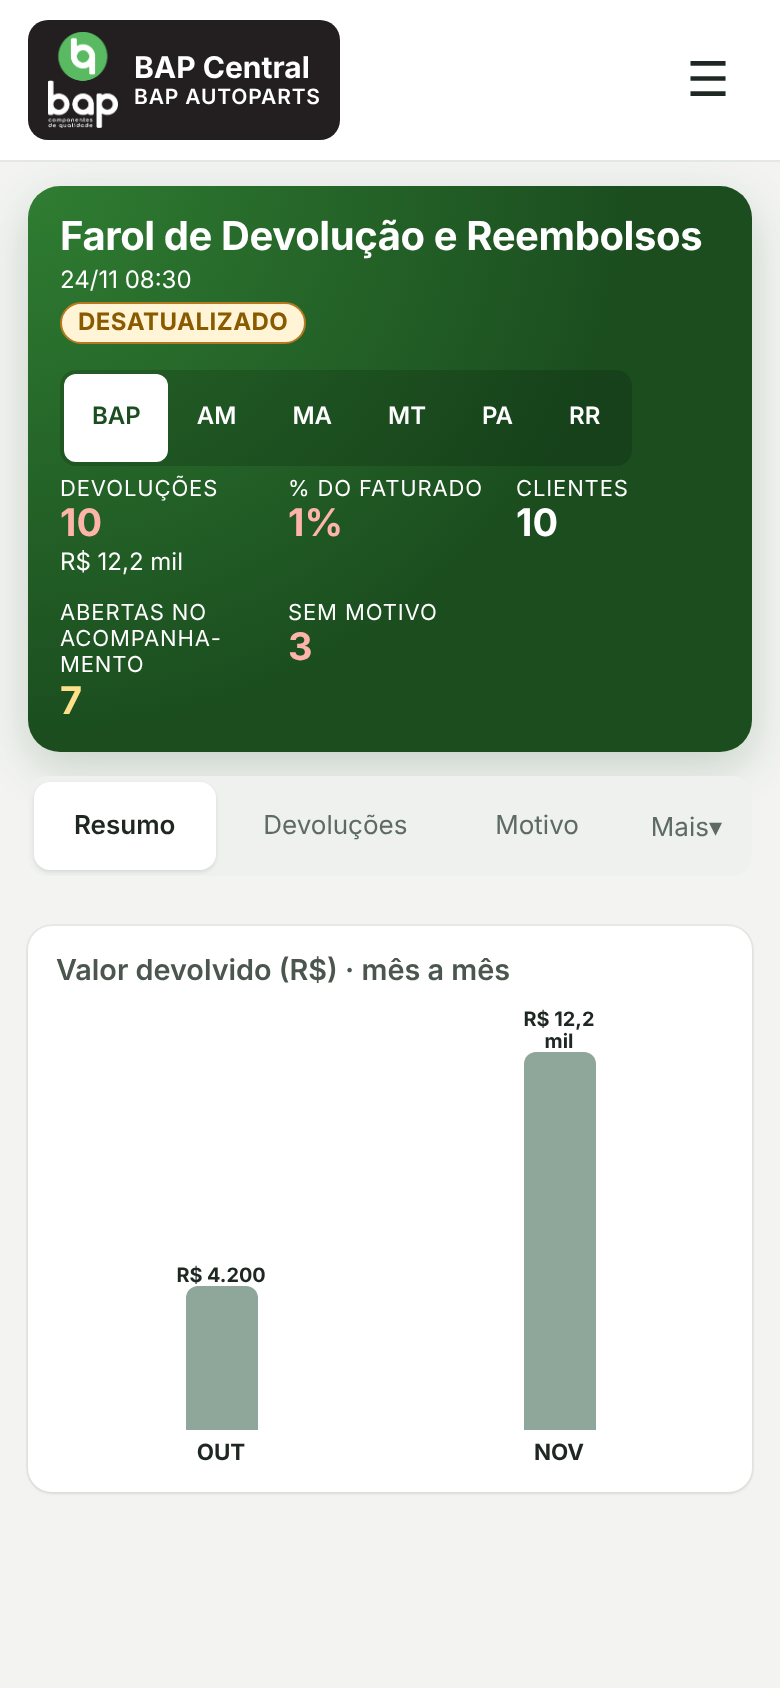 bap
componentes
de qualidade
BAP Central
BAP AUTOPARTS
Farol de Devolução e Reembolsos
24/11 08:30
DESATUALIZADO
BAP AM MA MT PA RR
DEVOLUÇÕES % DO FATURADO CLIENTES
10 1% 10
R$ 12,2 mil
ABERTAS NO
ACOMPANHA-
MENTO
7
SEM MOTIVO
3
Resumo Devoluções Motivo Mais▾
Valor devolvido (R$) · mês a mês
R$ 12,2
mil
R$ 4.200
OUT NOV